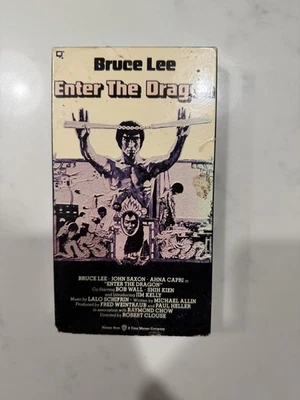 Bruce Lee
Enter The Dragon
BRUCE LEE · JOHN SAXON · AHNA CAPRI in
"ENTER THE DRAGON"
Co-Starring BOB WALL · SHIH KIEN
and Introducing JIM KELLY
Music by LALO SCHIFRIN · Written by MICHAEL ALLIN
Produced by FRED WEINTRAUB and PAUL HELLER
in association with RAYMOND CHOW
Directed by ROBERT CLOUSE